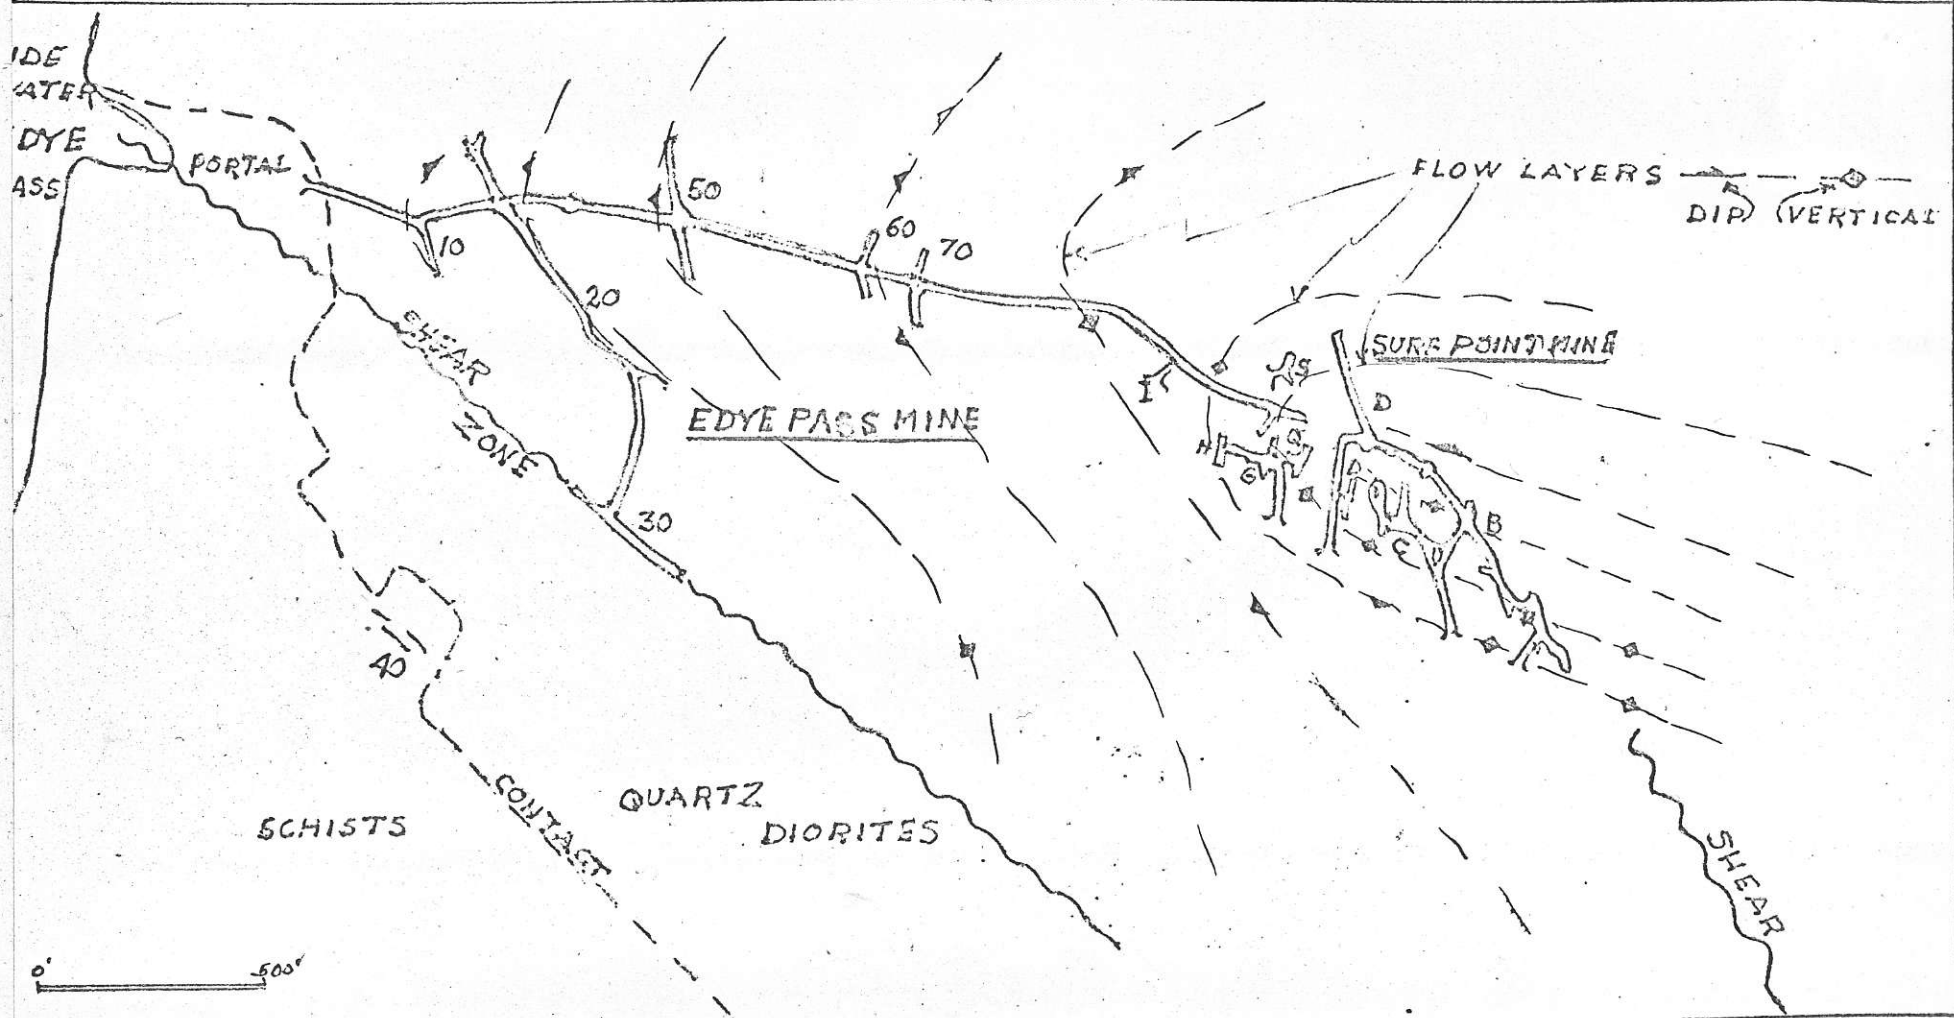 IDE
ATER
DYE
ASS
PORTAL
10
20
50
60
70
FLOW LAYERS
DIP
VERTICAL
SHEAR
ZONE
EDYE PASS MINE
SURF POINT MINE
I
S
D
H
G
B
30
40
SCHISTS
CONTACT
QUARTZ
DIORITES
SHEAR
0'
500'